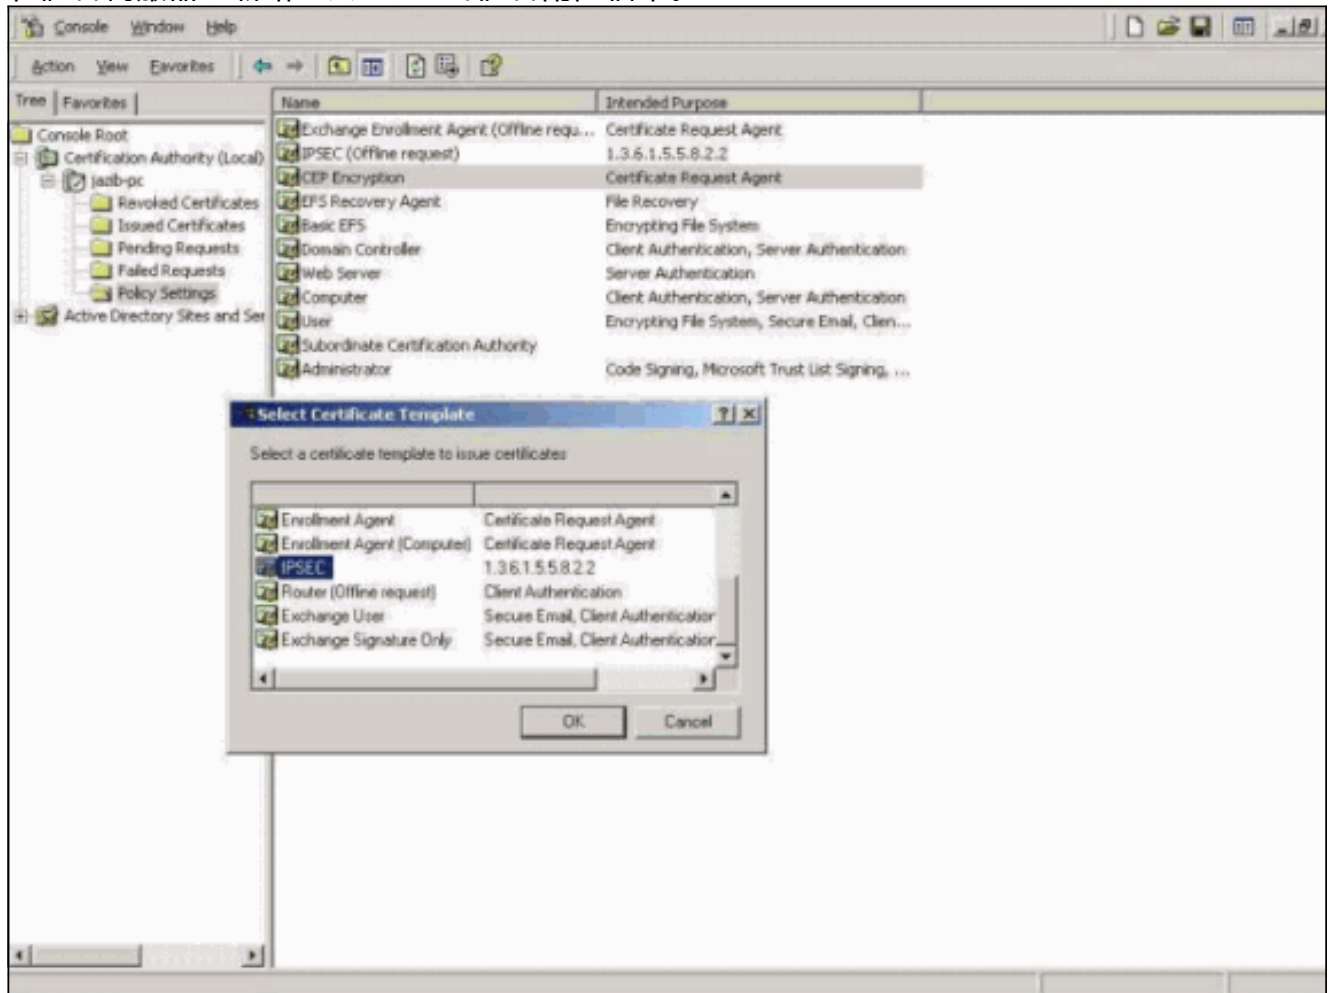 Console Window Help
Action View Favorites
Tree Favorites
Name Intended Purpose
Console Root
Certification Authority (Local)
jazib-pc
Revoked Certificates
Issued Certificates
Pending Requests
Failed Requests
Policy Settings
Active Directory Sites and Ser
Exchange Enrollment Agent (Offline requ... Certificate Request Agent
IPSEC (Offline request) 1.3.6.1.5.5.8.2.2
CEP Encryption Certificate Request Agent
EFS Recovery Agent File Recovery
Basic EFS Encrypting File System
Domain Controller Client Authentication, Server Authentication
Web Server Server Authentication
Computer Client Authentication, Server Authentication
User Encrypting File System, Secure Email, Clien...
Subordinate Certification Authority
Administrator Code Signing, Microsoft Trust List Signing, ...
Select Certificate Template
Select a certificate template to issue certificates
Enrollment Agent Certificate Request Agent
Enrollment Agent (Computer) Certificate Request Agent
IPSEC 1.3.6.1.5.5.8.2.2
Router (Offline request) Client Authentication
Exchange User Secure Email, Client Authentication
Exchange Signature Only Secure Email, Client Authentication
OK Cancel